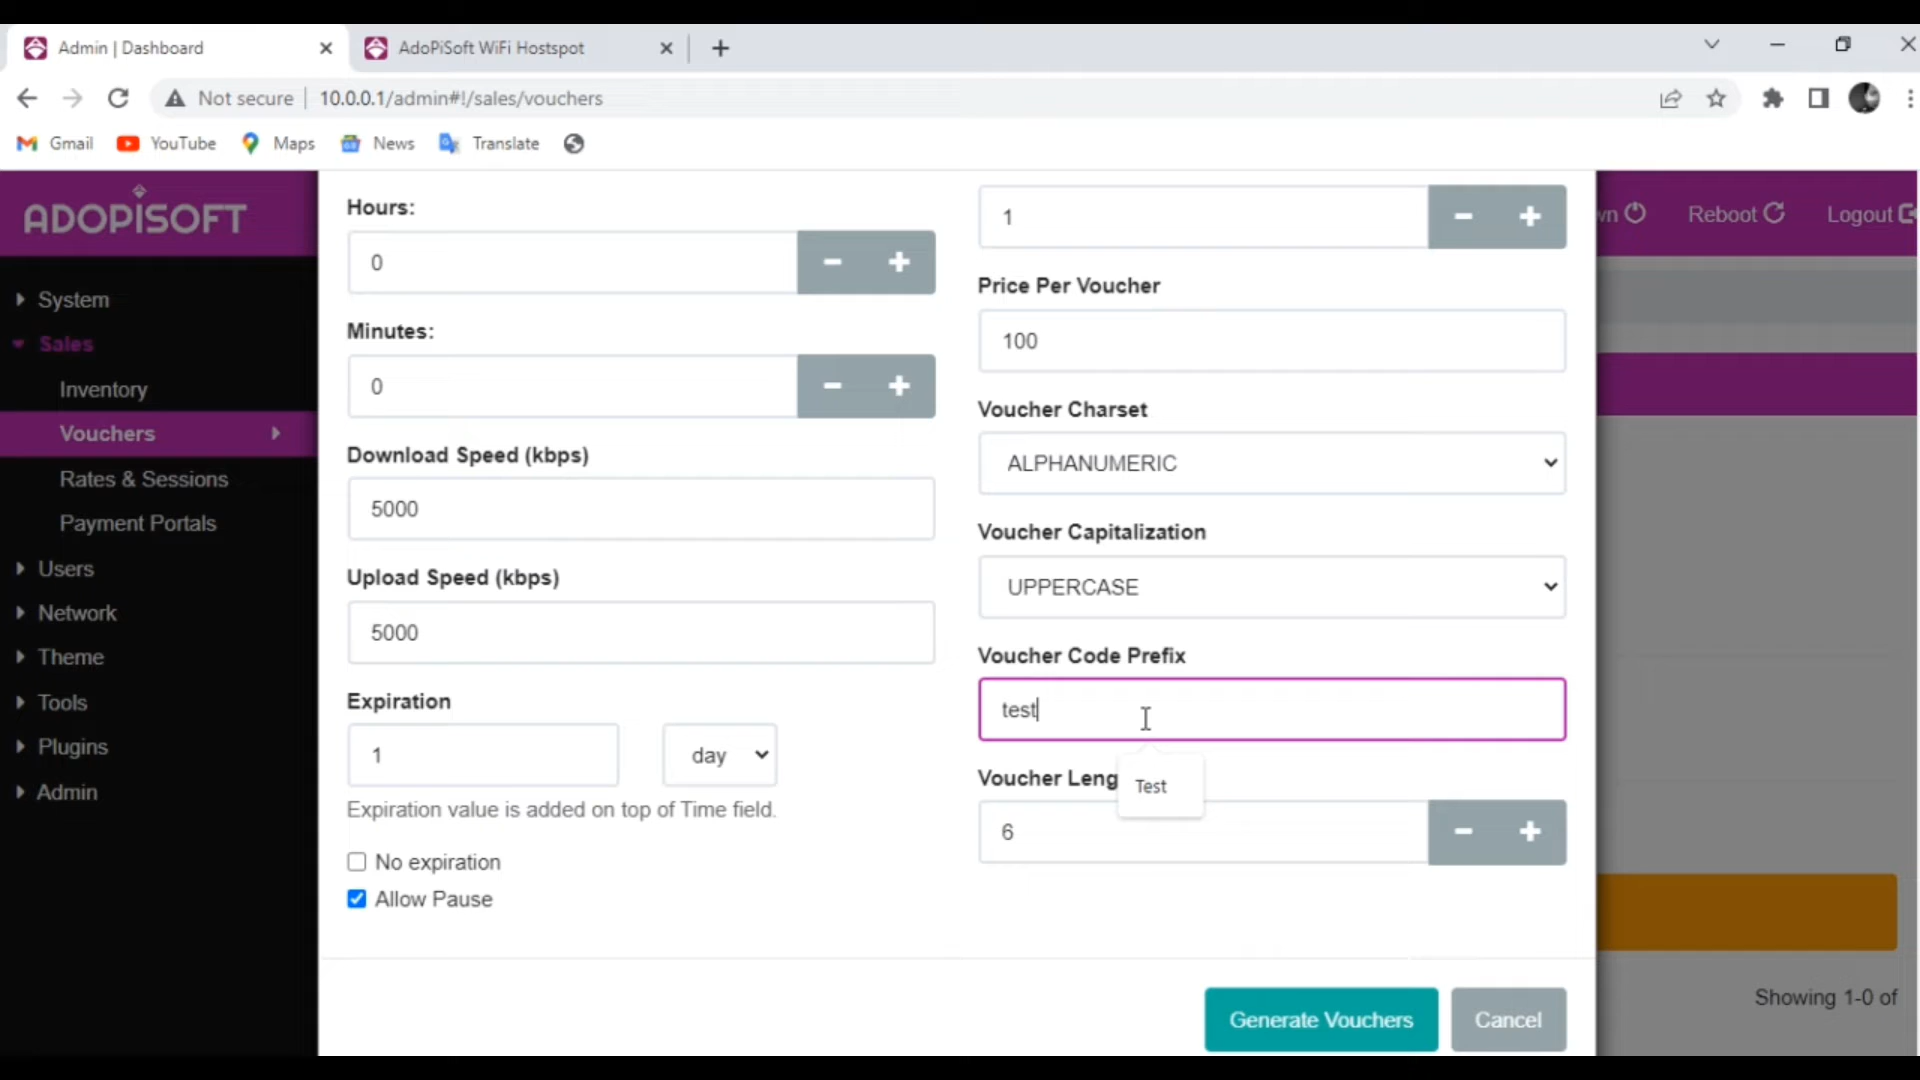 Admin | Dashboard
AdoPiSoft WiFi Hostspot
Not secure
10.0.0.1/admin#!/sales/vouchers
Gmail
YouTube
Maps
News
Translate
ADOPISOFT
Reboot
Logout
System
Sales
Inventory
Vouchers
Rates & Sessions
Payment Portals
Users
Network
Theme
Tools
Plugins
Admin
Hours:
0
Minutes:
0
Download Speed (kbps)
5000
Upload Speed (kbps)
5000
Expiration
1
day
Expiration value is added on top of Time field.
No expiration
Allow Pause
1
Price Per Voucher
100
Voucher Charset
ALPHANUMERIC
Voucher Capitalization
UPPERCASE
Voucher Code Prefix
test
Test
Voucher Leng
6
Generate Vouchers
Cancel
Showing 1-0 of